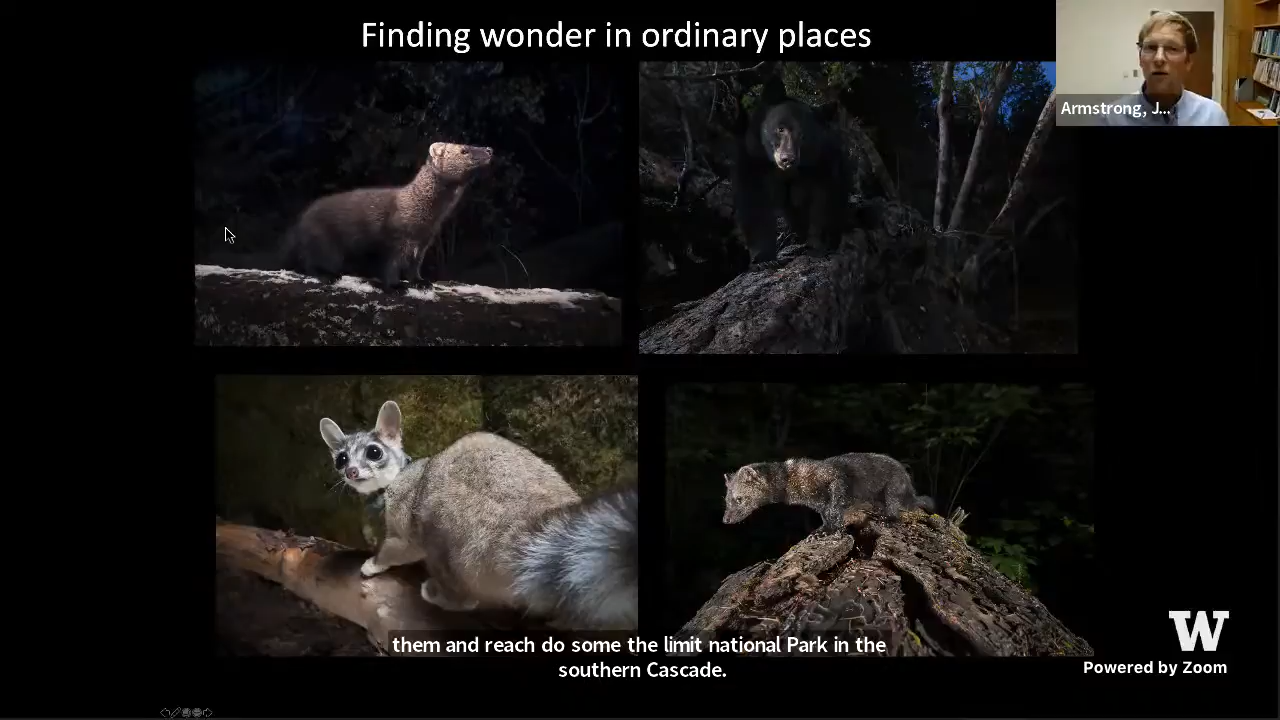 Finding wonder in ordinary places
Armstrong, J...
them and reach do some the limit national Park in the
southern Cascade.
W
Powered by Zoom